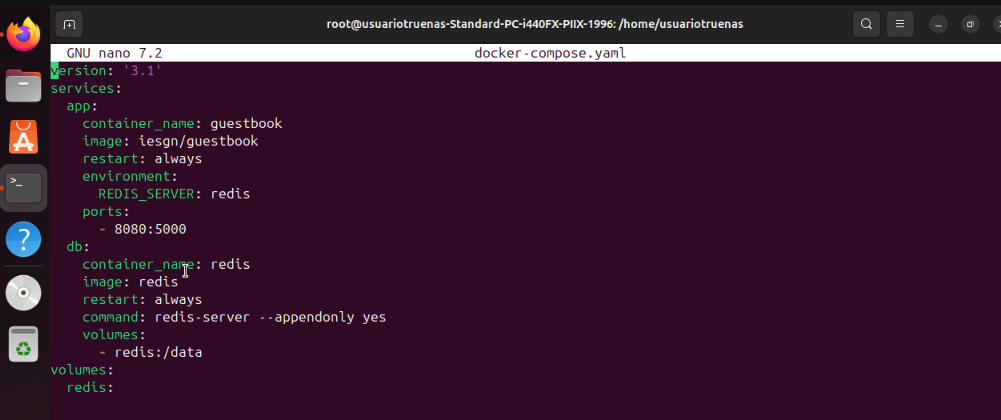 root@usuariotruenas-Standard-PC-i440FX-PIIX-1996: /home/usuariotruenas
GNU nano 7.2 docker-compose.yaml
version: '3.1'
services:
  app:
    container_name: guestbook
    image: iesgn/guestbook
    restart: always
    environment:
      REDIS_SERVER: redis
    ports:
      - 8080:5000
  db:
    container_name: redis
    image: redis
    restart: always
    command: redis-server --appendonly yes
    volumes:
      - redis:/data
volumes:
  redis: